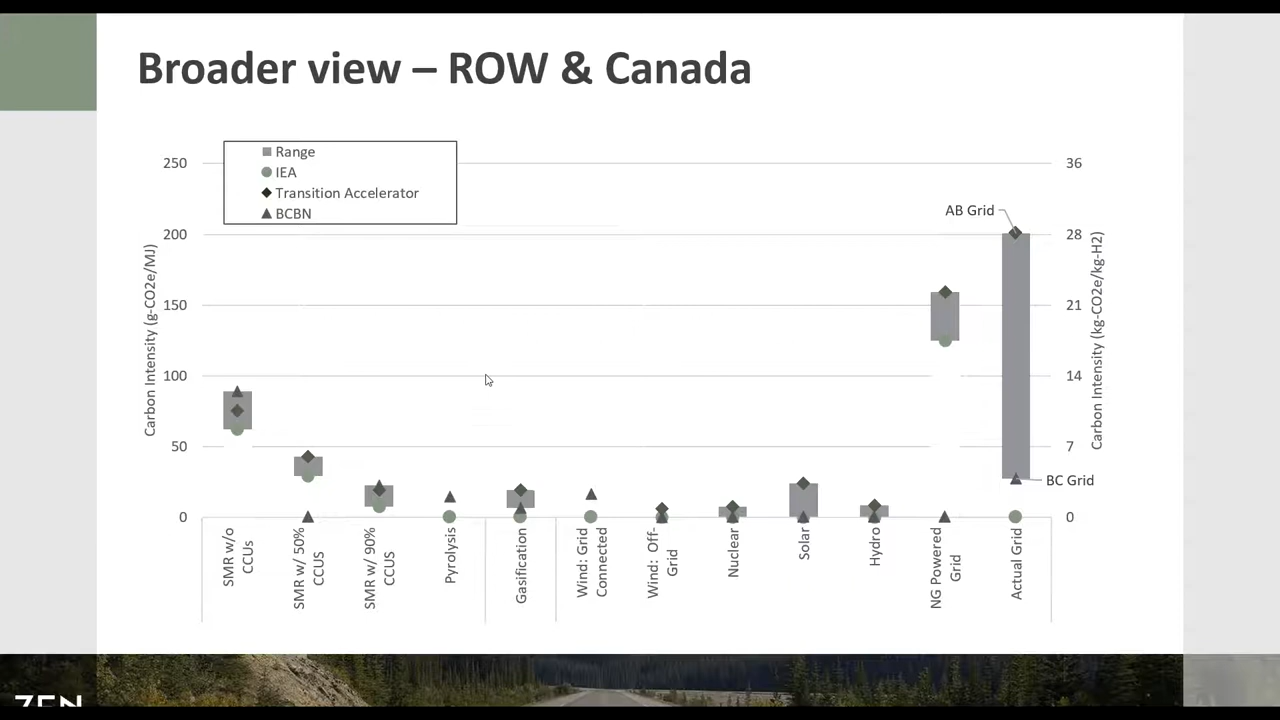 Broader view – ROW & Canada
Range
IEA
Transition Accelerator
BCBN
250
200
150
100
50
0
Carbon Intensity (g-CO2e/MJ)
36
28
21
14
7
0
Carbon Intensity (kg-CO2e/kg-H2)
AB Grid
BC Grid
SMR w/o
CCUs
SMR w/ 50%
CCUS
SMR w/ 90%
CCUS
Pyrolysis
Gasification
Wind: Grid
Connected
Wind: Off-
Grid
Nuclear
Solar
Hydro
NG Powered
Grid
Actual Grid
ZEN